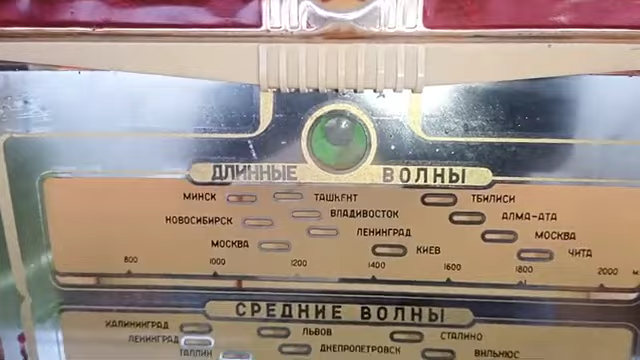 ДЛИННЫЕ ВОЛНЫ
МИНСК ТАШКЕНТ ТБИЛИСИ
НОВОСИБИРСК ВЛАДИВОСТОК АЛМА-АТА
ЛЕНИНГРАД МОСКВА
МОСКВА КИЕВ ЧИТА
800 1000 1200 1400 1600 1800 2000 м
СРЕДНИЕ ВОЛНЫ
КАЛИНИНГРАД ЛЬВОВ СТАЛИНО
ЛЕНИНГРАД ДНЕПРОПЕТРОВСК ВИЛЬНЮС
ТАЛЛИН